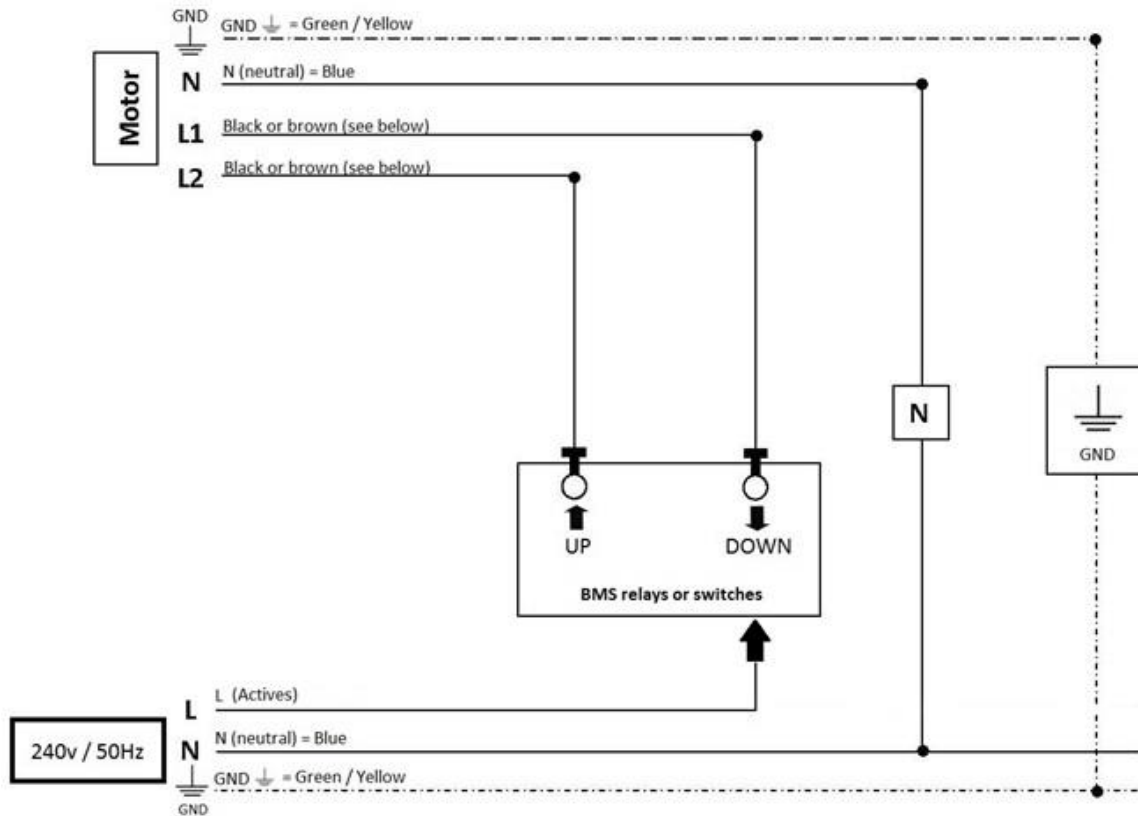 GND
GND ⏚ = Green / Yellow
Motor
N
N (neutral) = Blue
L1
Black or brown (see below)
L2
Black or brown (see below)
N
GND
UP
DOWN
BMS relays or switches
L
L (Actives)
240v / 50Hz
N
N (neutral) = Blue
GND ⏚ = Green / Yellow
GND